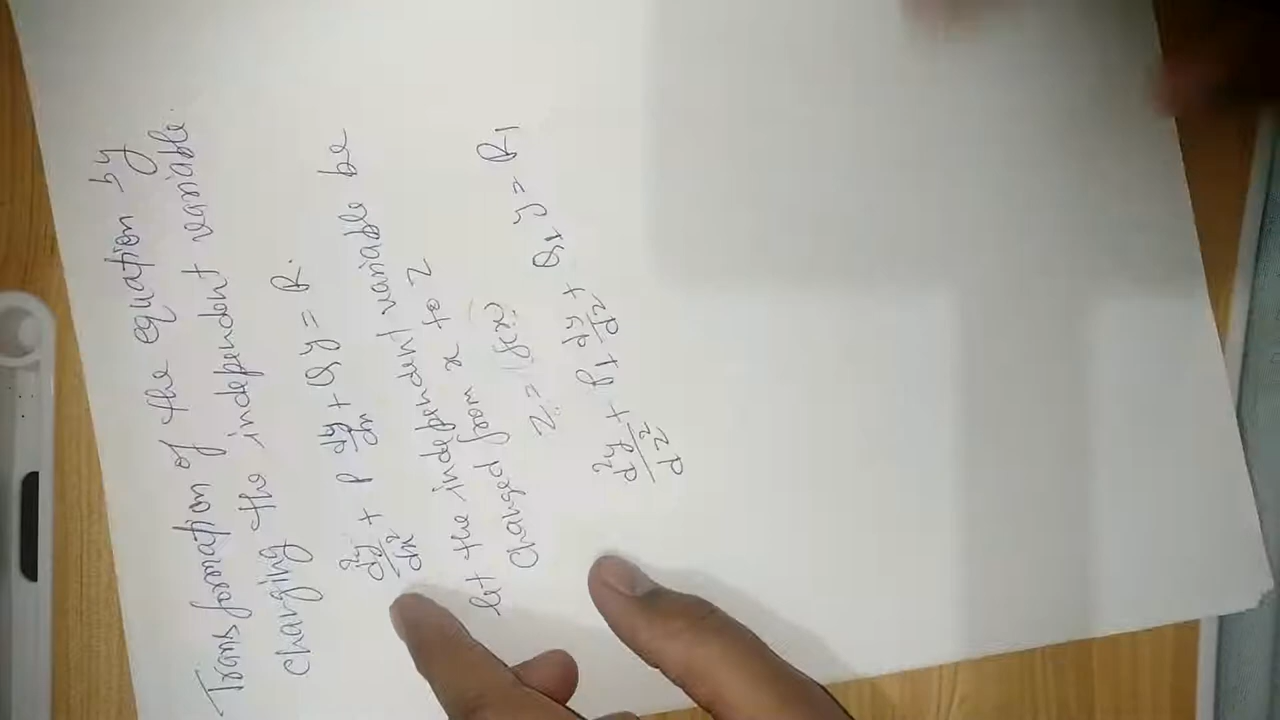 Transformation of the equation by
changing the independent variable.
d²y/dx² + P dy/dx + Qy = R.
let the independent variable be
changed from x to z
z = f(x)
d²y/dz² + P₁ dy/dz + Q₁ y = R₁